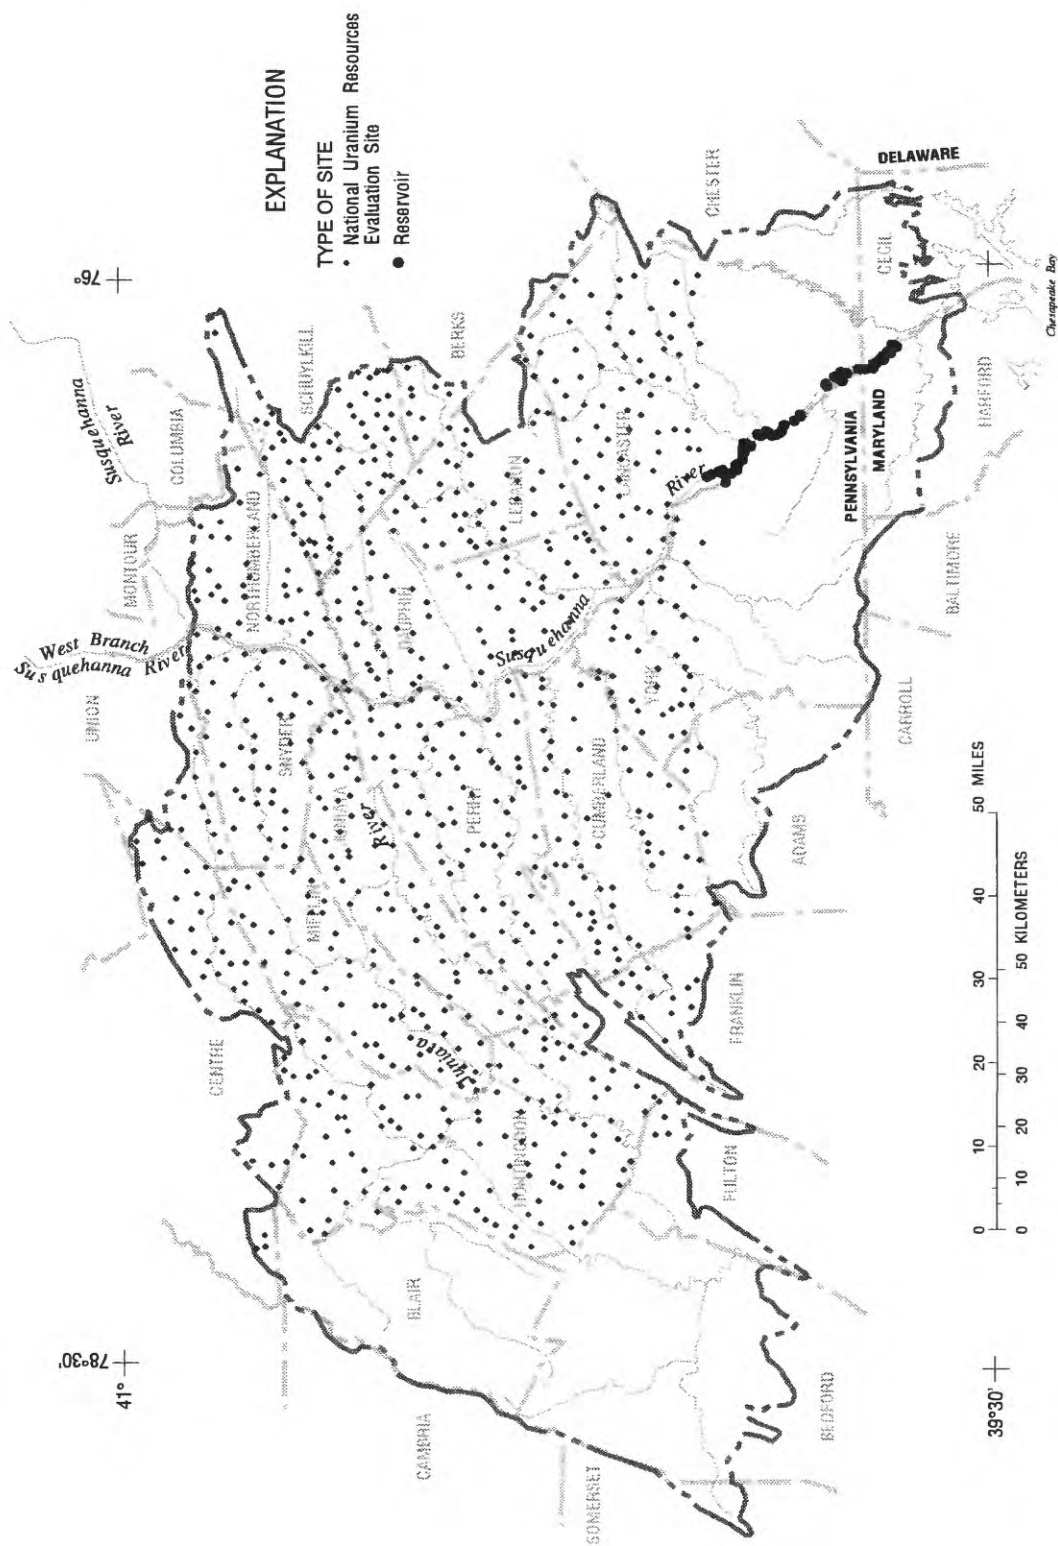 EXPLANATION
TYPE OF SITE
National Uranium Resources
Evaluation Site
Reservoir
41°
78°30'
76°
39°30'
Susquehanna
River
West Branch
Susquehanna River
UNION
MONTOUR
COLUMBIA
CENTRE
SNYDER
NORTHUMBERLAND
SCHUYLKILL
MIFFLIN
JUNIATA
River
DAUPHIN
BERKS
CAMBRIA
BLAIR
Juniata
PERRY
LEBANON
HUNTINGDON
CUMBERLAND
Susquehanna
LANCASTER
SOMERSET
YORK
River
CHESTER
BEDFORD
FULTON
FRANKLIN
ADAMS
PENNSYLVANIA
MARYLAND
DELAWARE
CECIL
CARROLL
BALTIMORE
HARFORD
Chesapeake Bay
0 10 20 30 40 50 MILES
0 10 20 30 40 50 KILOMETERS